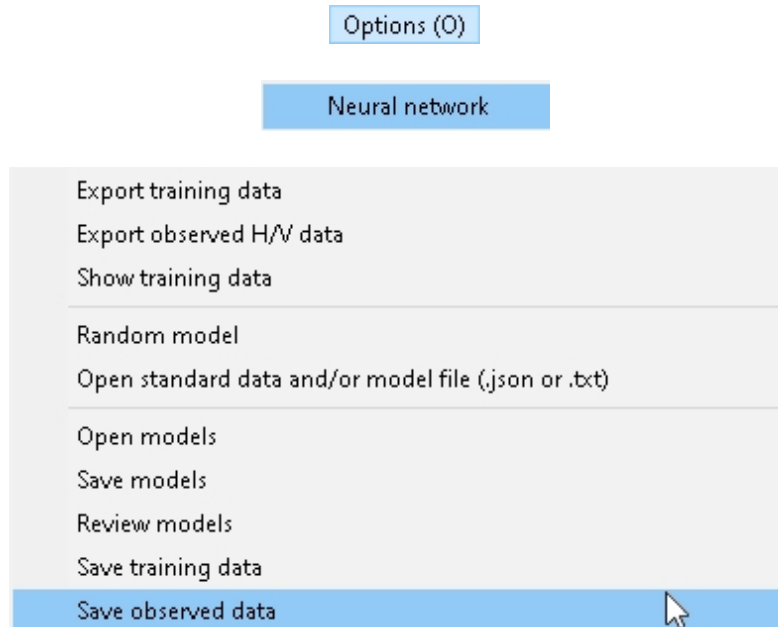 Options (O)
Neural network
Export training data
Export observed H/V data
Show training data
Random model
Open standard data and/or model file (.json or .txt)
Open models
Save models
Review models
Save training data
Save observed data